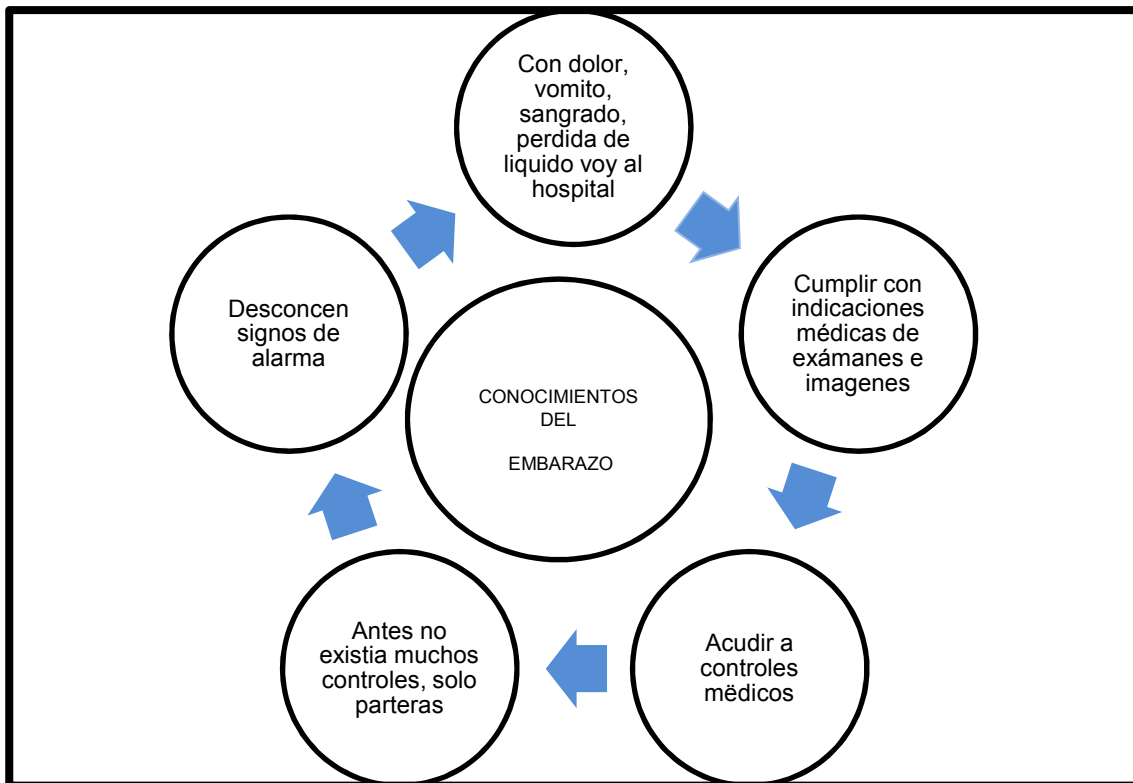 Con dolor,
vomito,
sangrado,
perdida de
liquido voy al
hospital
Cumplir con
indicaciones
médicas de
exámanes e
imagenes
Acudir a
controles
mëdicos
Antes no
existia muchos
controles, solo
parteras
Desconcen
signos de
alarma
CONOCIMIENTOS
DEL
EMBARAZO